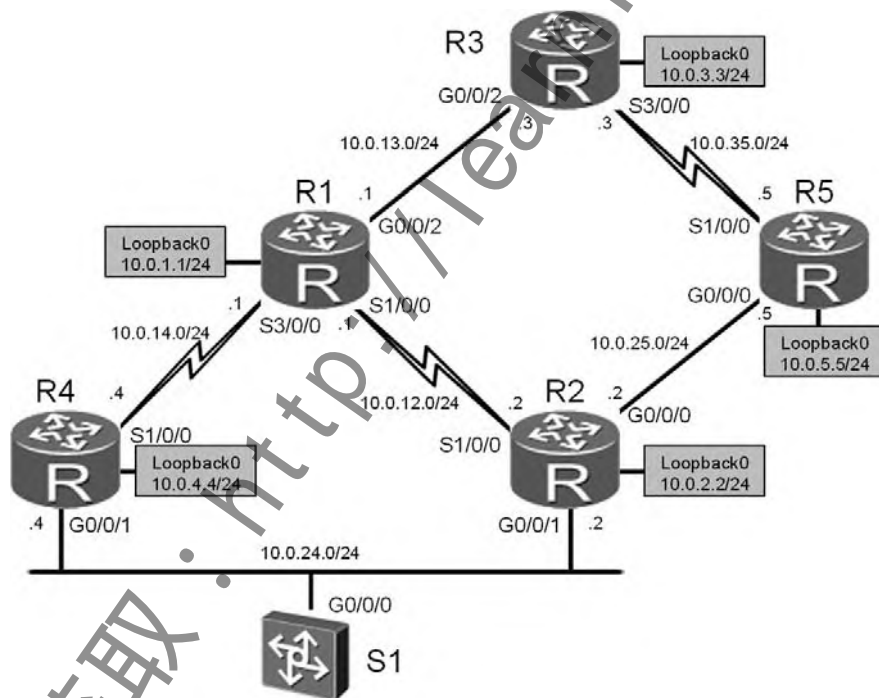 R3
Loopback0
10.0.3.3/24
G0/0/2
.3
.3
S3/0/0
10.0.13.0/24
10.0.35.0/24
R1
.1
.5
R5
G0/0/2
S1/0/0
Loopback0
10.0.1.1/24
S1/0/0
G0/0/0
.1
S3/0/0
.1
.5
10.0.14.0/24
10.0.25.0/24
Loopback0
10.0.5.5/24
R4
10.0.12.0/24
R2
.4
.2
.2
S1/0/0
S1/0/0
G0/0/0
Loopback0
10.0.4.4/24
Loopback0
10.0.2.2/24
.4
G0/0/1
G0/0/1
.2
10.0.24.0/24
G0/0/0
S1
取：http://learn